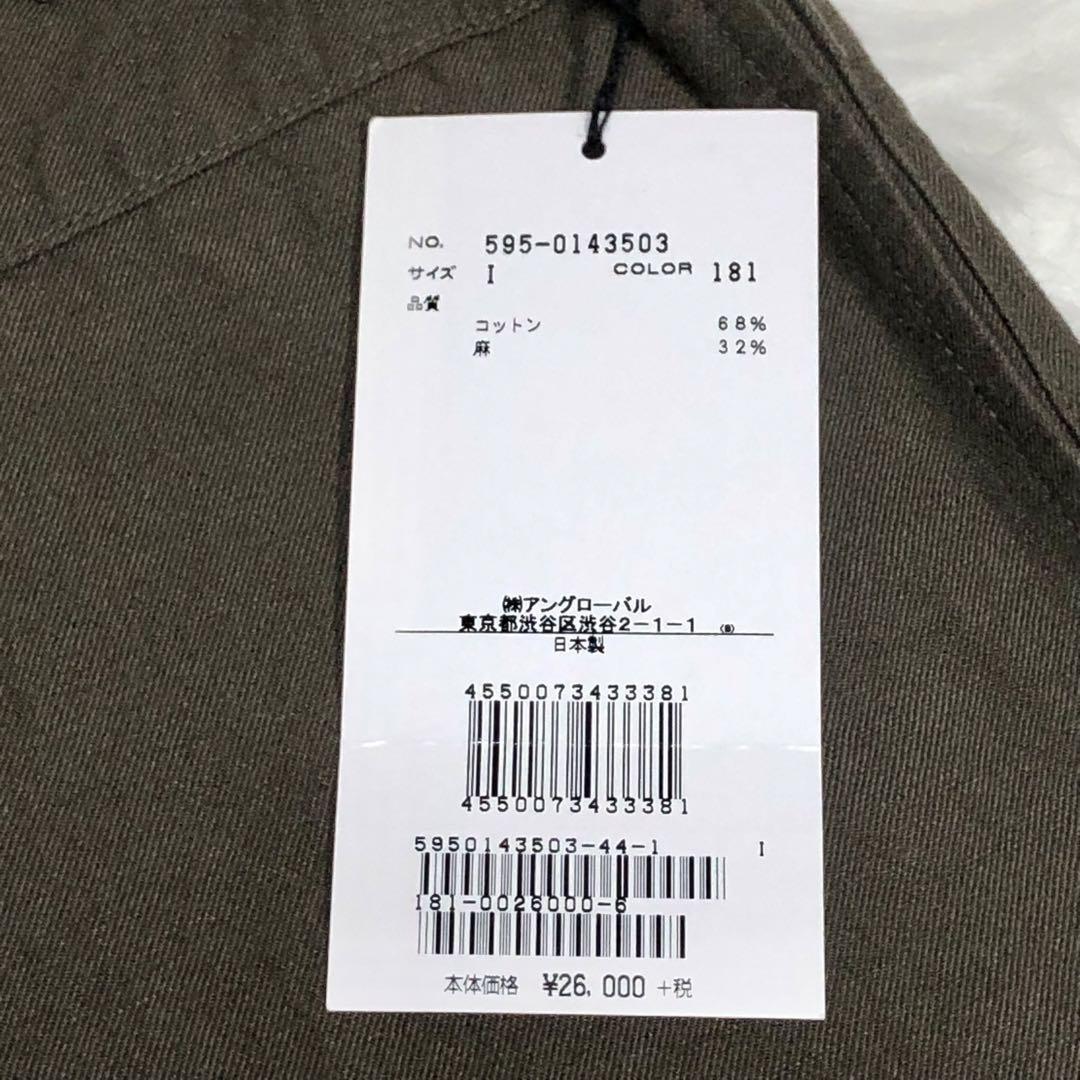 NO. 595-0143503
サイズ I COLOR 181
品質
コットン 68%
麻 32%
㈱アングローバル
東京都渋谷区渋谷2-1-1 (B)
日本製
4550073433381
4550073433381
5950143503-44-1 I
181-0026000-6
本体価格 ¥26,000 +税